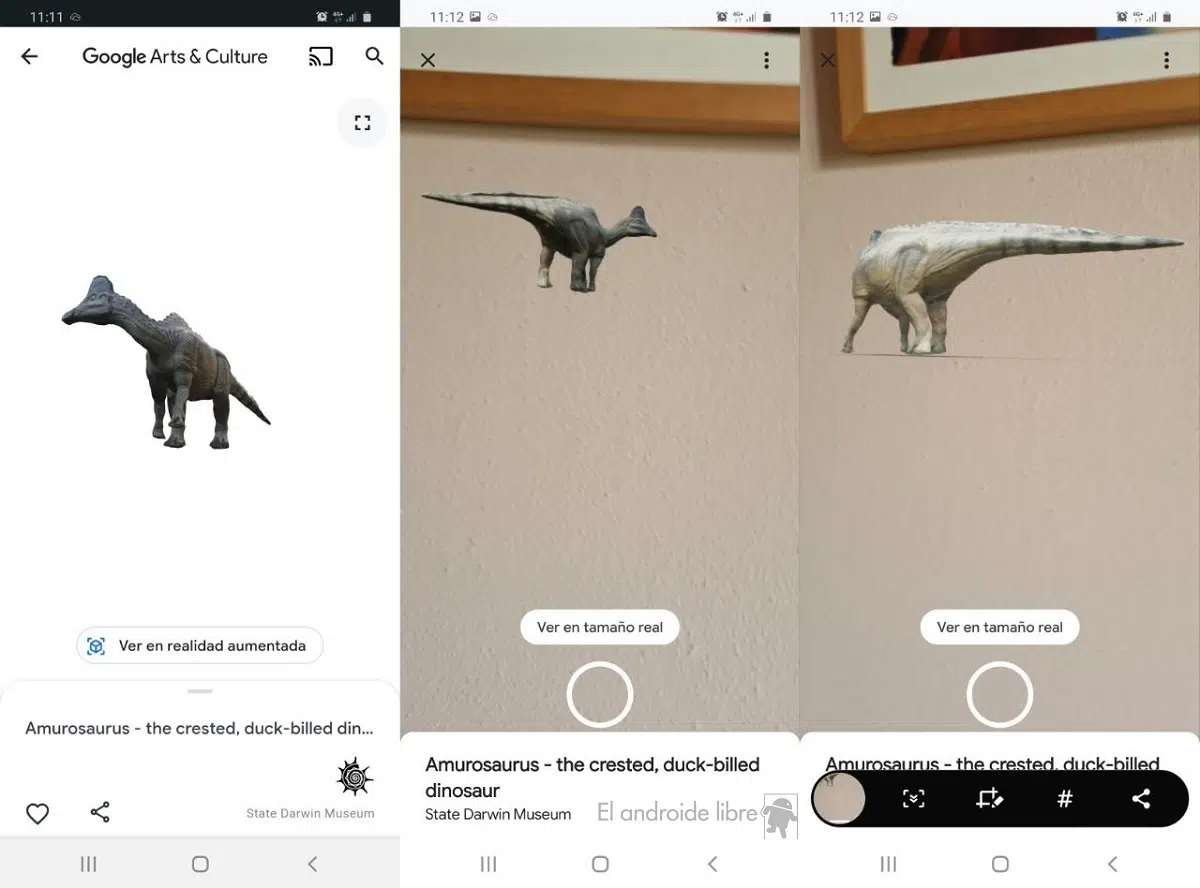 11:11
Google Arts & Culture
Ver en realidad aumentada
Amurosaurus - the crested, duck-billed din...
State Darwin Museum
11:12
Ver en tamaño real
Amurosaurus - the crested, duck-billed
dinosaur
State Darwin Museum
El androide libre
11:12
Ver en tamaño real
Amurosaurus - the crested, duck-billed
#